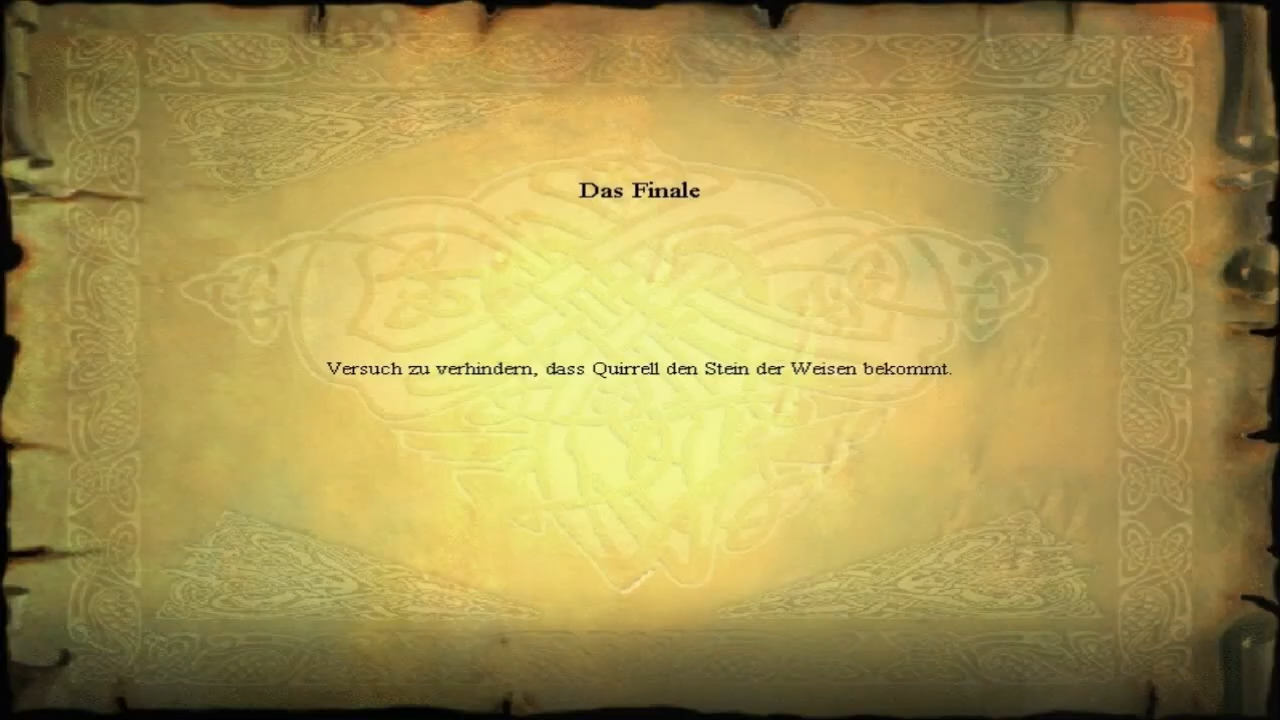 Das Finale
Versuch zu verhindern, dass Quirrell den Stein der Weisen bekommt.